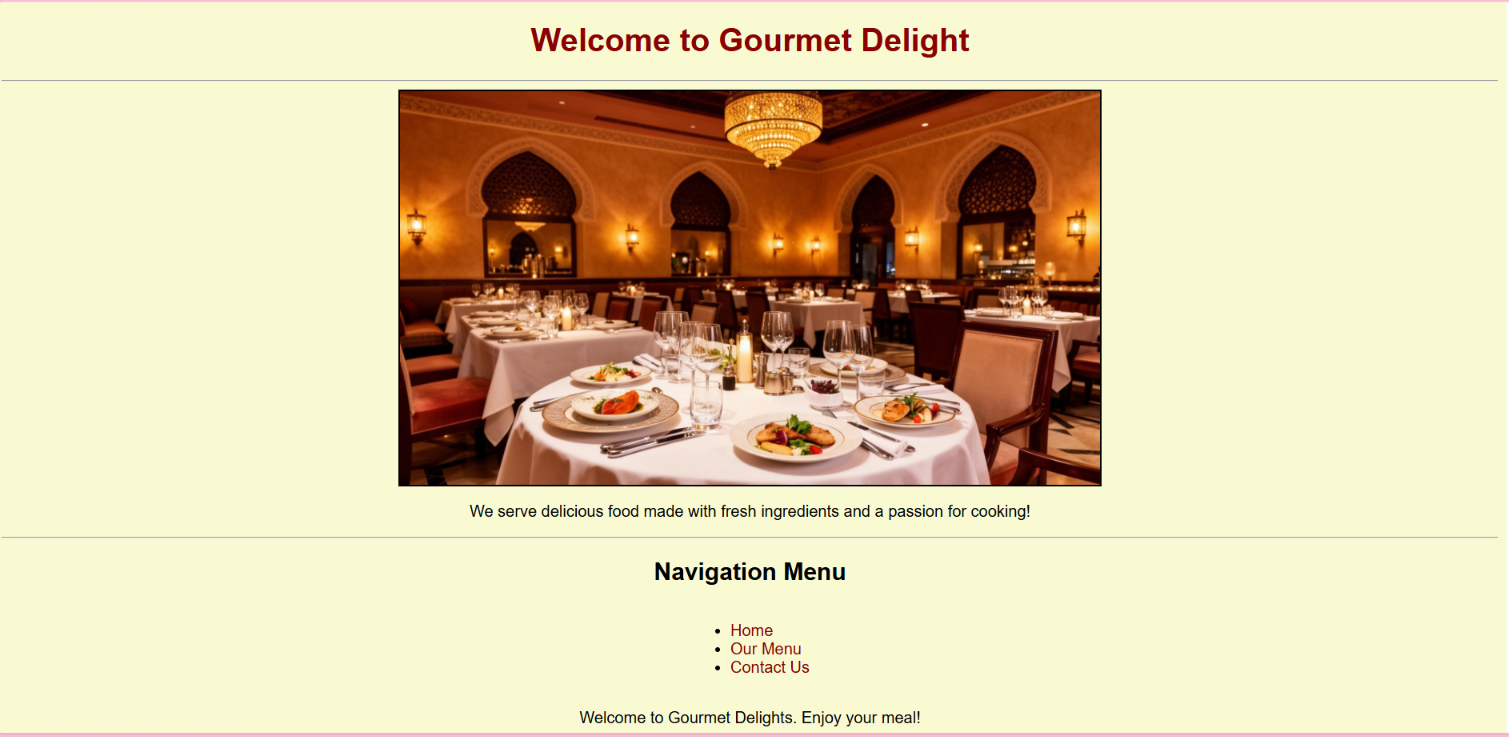 Welcome to Gourmet Delight
We serve delicious food made with fresh ingredients and a passion for cooking!
Navigation Menu
Home
Our Menu
Contact Us
Welcome to Gourmet Delights. Enjoy your meal!